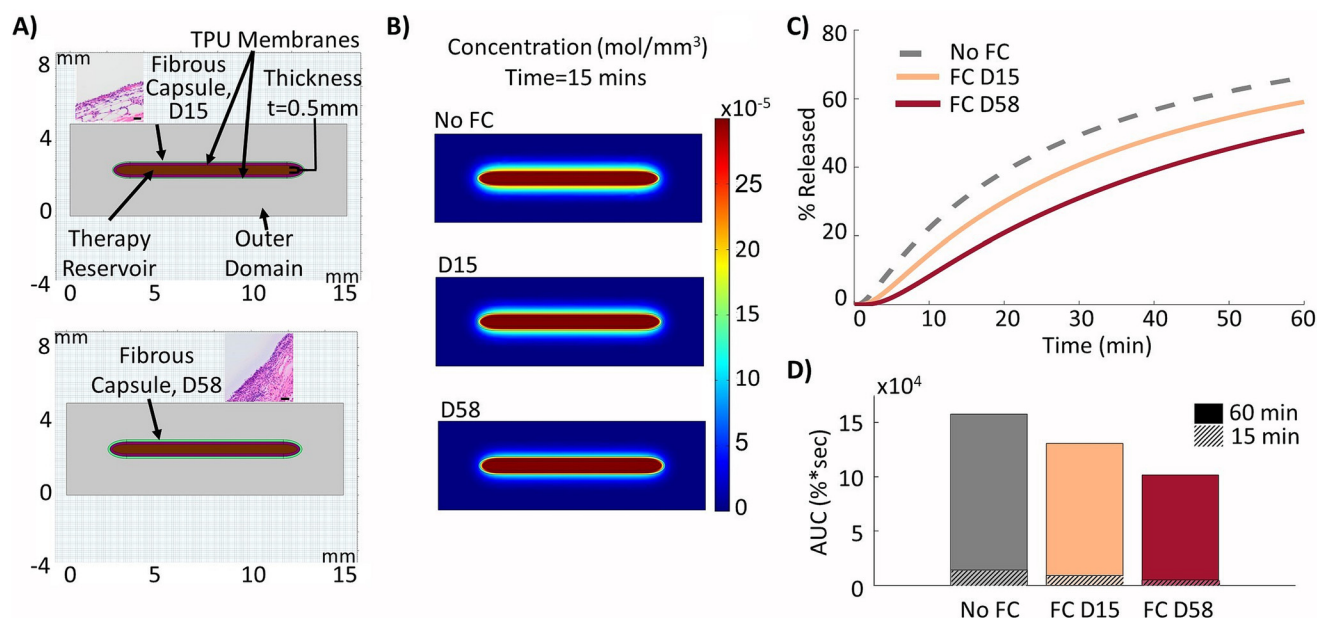 A)
TPU Membranes
8
mm
Fibrous
Capsule,
D15
Thickness
t=0.5mm
4
0
Therapy
Reservoir
Outer
Domain
-4
mm
0
5
10
15
8
mm
Fibrous
Capsule, D58
4
0
-4
mm
0
5
10
15
B)
Concentration (mol/mm³)
Time=15 mins
x10⁻⁵
No FC
D15
D58
25
20
15
10
5
0
C)
No FC
FC D15
FC D58
% Released
80
60
40
20
0
0
10
20
30
40
50
60
Time (min)
D)
x10⁴
60 min
15 min
AUC (%*sec)
15
10
5
0
No FC
FC D15
FC D58